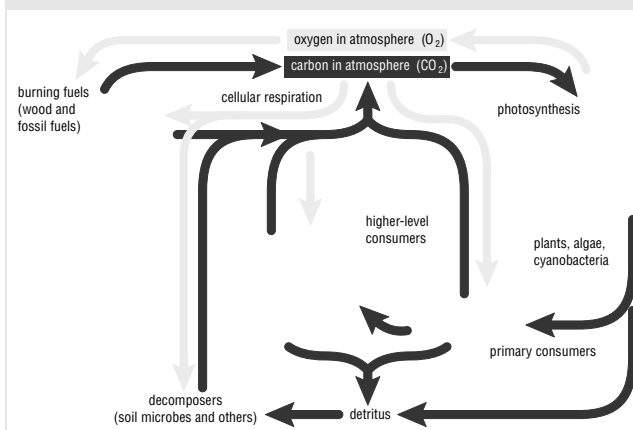 oxygen in atmosphere (O₂)
carbon in atmosphere (CO₂)
burning fuels
(wood and
fossil fuels)
cellular respiration
photosynthesis
higher-level
consumers
plants, algae,
cyanobacteria
primary consumers
decomposers
(soil microbes and others)
detritus